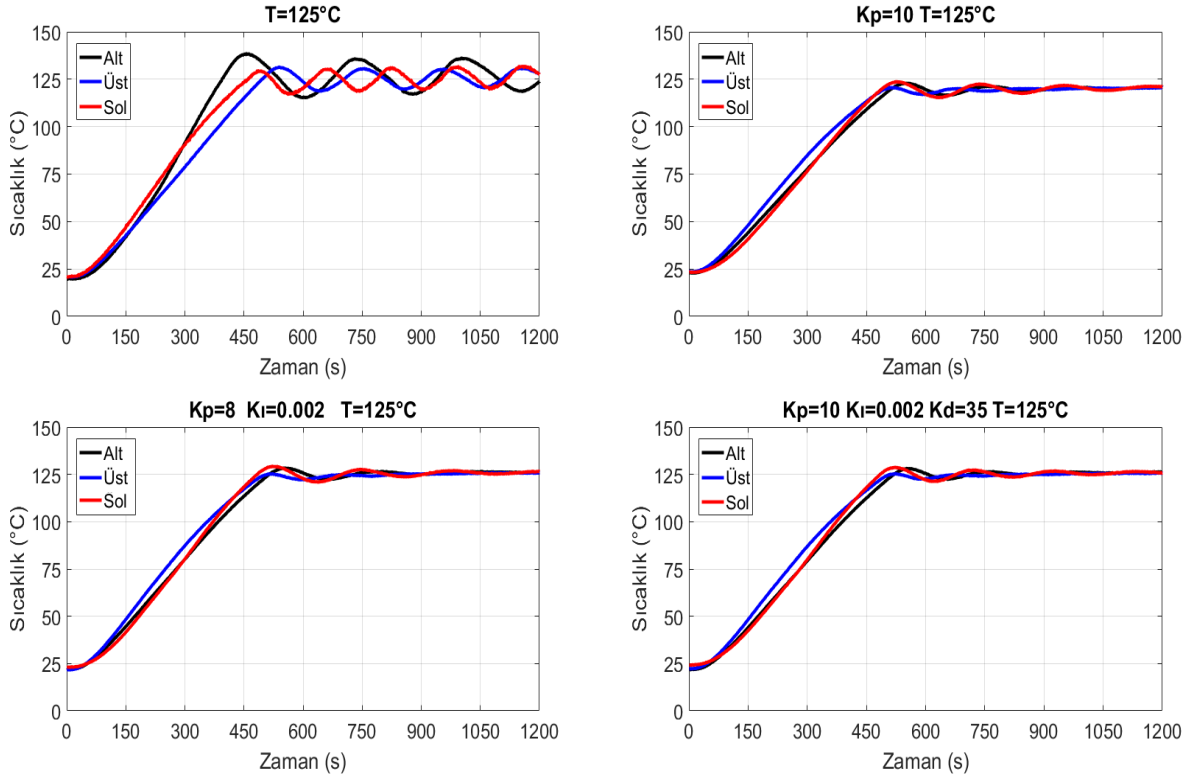 T=125°C
Sıcaklık (°C)
150
125
100
75
50
25
0
Alt
Üst
Sol
0 150 300 450 600 750 900 1050 1200
Zaman (s)
Kp=10 T=125°C
Sıcaklık (°C)
150
125
100
75
50
25
0
Alt
Üst
Sol
0 150 300 450 600 750 900 1050 1200
Zaman (s)
Kp=8 Kı=0.002 T=125°C
Sıcaklık (°C)
150
125
100
75
50
25
0
Alt
Üst
Sol
0 150 300 450 600 750 900 1050 1200
Zaman (s)
Kp=10 Kı=0.002 Kd=35 T=125°C
Sıcaklık (°C)
150
125
100
75
50
25
0
Alt
Üst
Sol
0 150 300 450 600 750 900 1050 1200
Zaman (s)